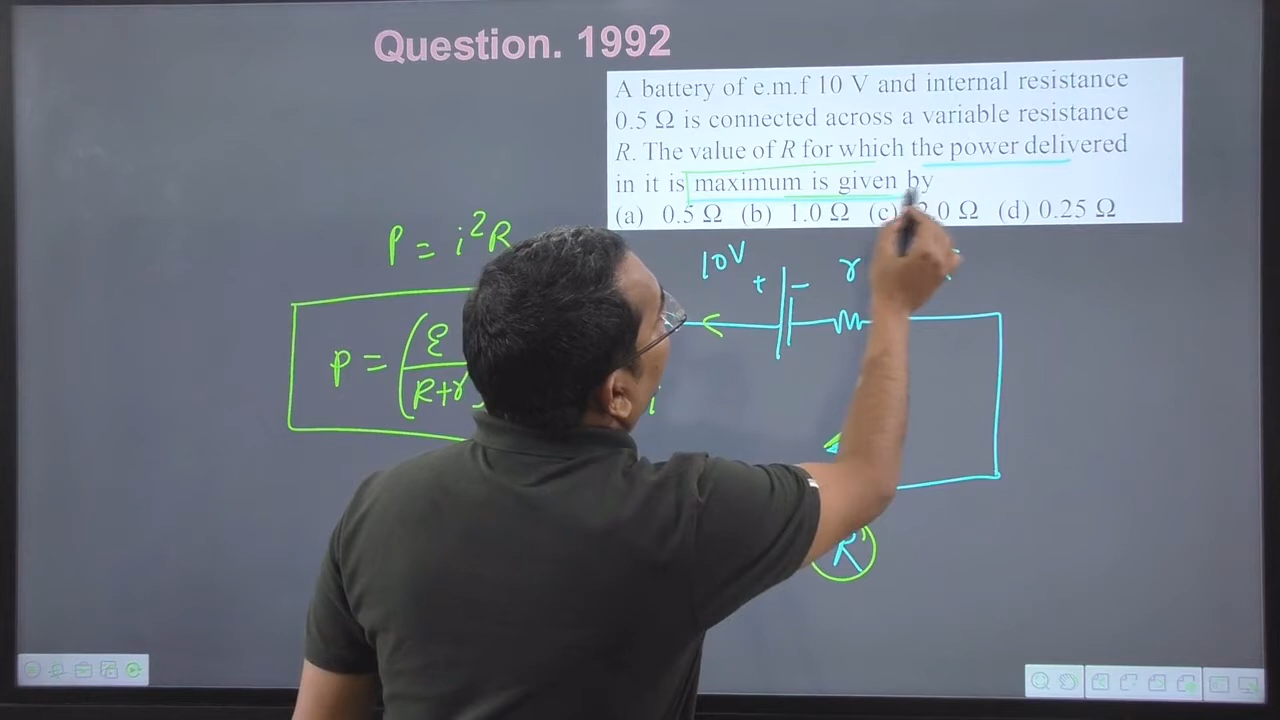 Question. 1992
A battery of e.m.f 10 V and internal resistance
0.5 Ω is connected across a variable resistance
R. The value of R for which the power delivered
in it is maximum is given by
(a) 0.5 Ω (b) 1.0 Ω (c) 2.0 Ω (d) 0.25 Ω
P = i²R
10V + − r
P = (ε/R+r
i
R